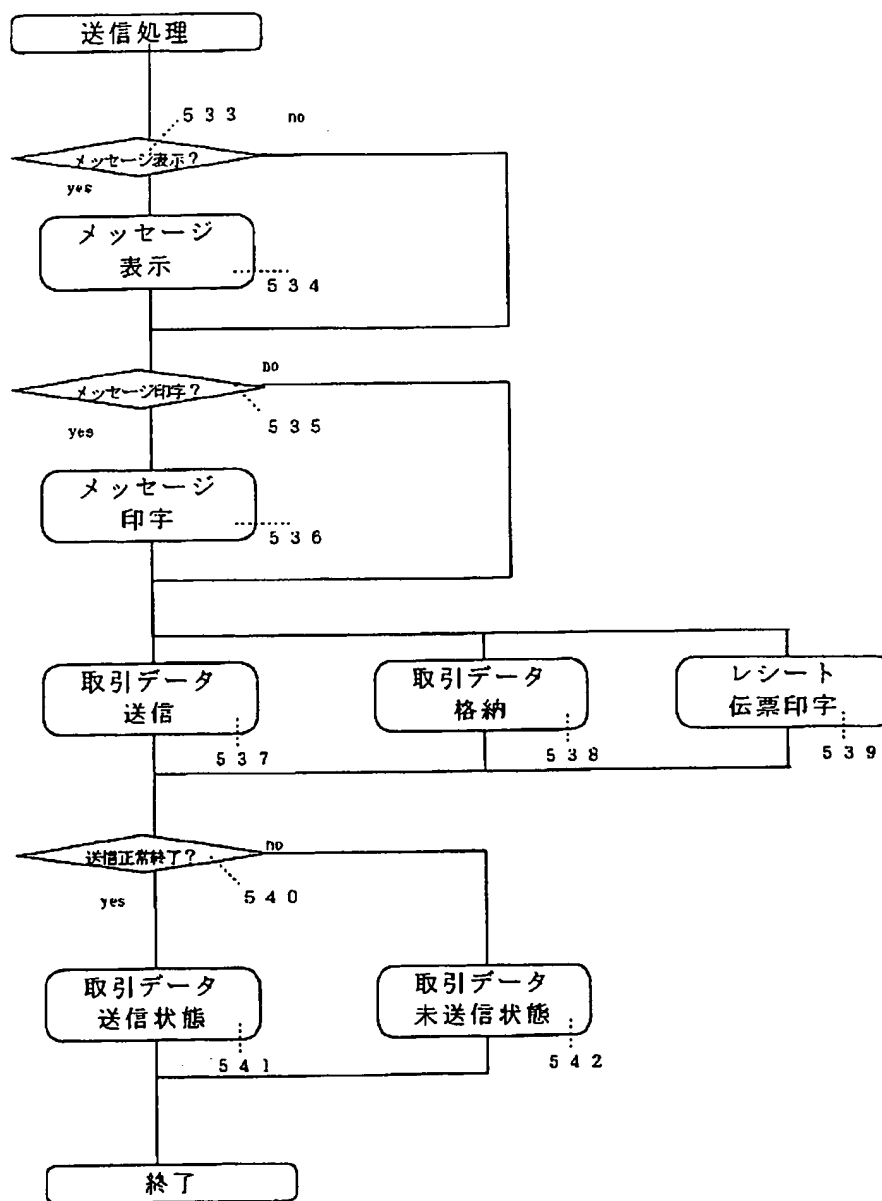 送信処理
５３３
no
メッセージ表示？
yes
メッセージ
表示
５３４
no
メッセージ印字？
５３５
yes
メッセージ
印字
５３６
取引データ
送信
５３７
取引データ
格納
５３８
レシート
伝票印字
５３９
送信正常終了？
no
５４０
yes
取引データ
送信状態
５４１
取引データ
未送信状態
５４２
終了